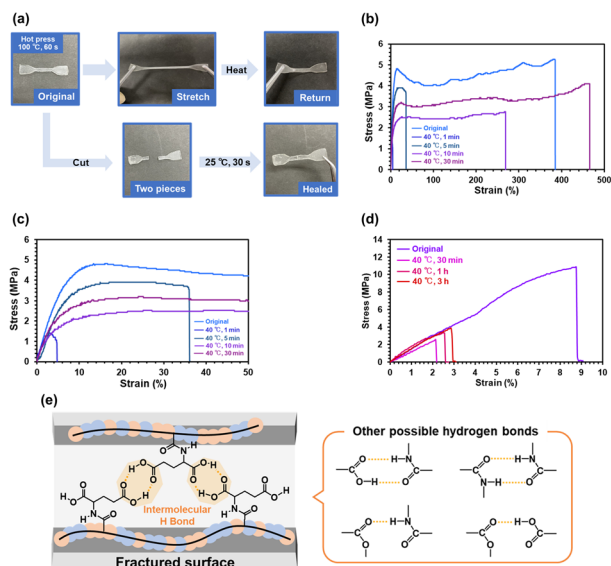 (a)
Hot press
100 ℃, 60 s
Original
Stretch
Heat
Return
Cut
Two pieces
25 ℃, 30 s
Healed
(b)
Stress (MPa)
6
5
4
3
2
1
0
0
100
200
300
400
500
Strain (%)
Original
40 ℃, 1 min
40 ℃, 5 min
40 ℃, 10 min
40 ℃, 30 min
(c)
Stress (MPa)
6
5
4
3
2
1
0
0
10
20
30
40
50
Strain (%)
Original
40 ℃, 1 min
40 ℃, 5 min
40 ℃, 10 min
40 ℃, 30 min
(d)
Stress (MPa)
14
12
10
8
6
4
2
0
0
1
2
3
4
5
6
7
8
9
10
Strain (%)
Original
40 ℃, 30 min
40 ℃, 1 h
40 ℃, 3 h
(e)
Intermolecular
H Bond
Fractured surface
Other possible hydrogen bonds